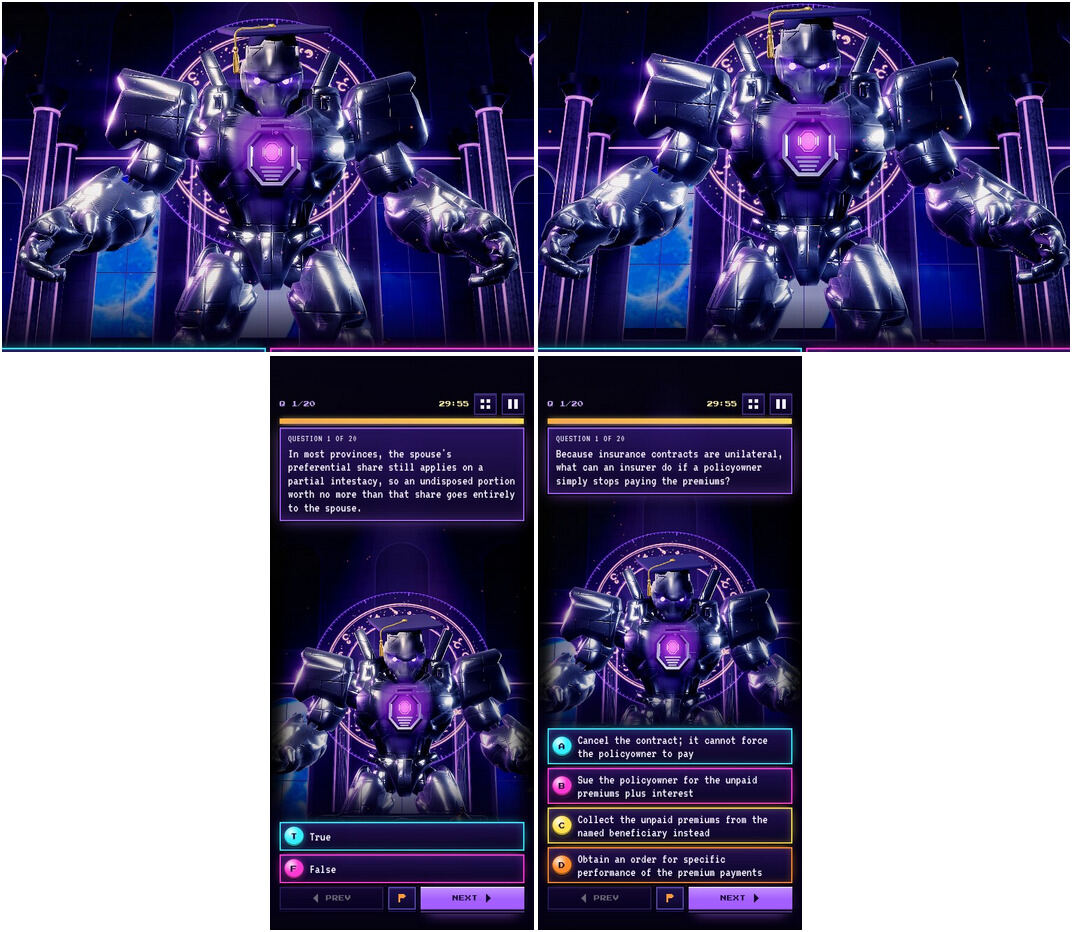 Q 1/20
29:55
QUESTION 1 OF 20
In most provinces, the spouse's
preferential share still applies on a
partial intestacy, so an undisposed portion
worth no more than that share goes entirely
to the spouse.
T True
F False
PREV
NEXT
Q 1/20
29:55
QUESTION 1 OF 20
Because insurance contracts are unilateral,
what can an insurer do if a policyowner
simply stops paying the premiums?
A Cancel the contract; it cannot force
the policyowner to pay
B Sue the policyowner for the unpaid
premiums plus interest
C Collect the unpaid premiums from the
named beneficiary instead
D Obtain an order for specific
performance of the premium payments
PREV
NEXT